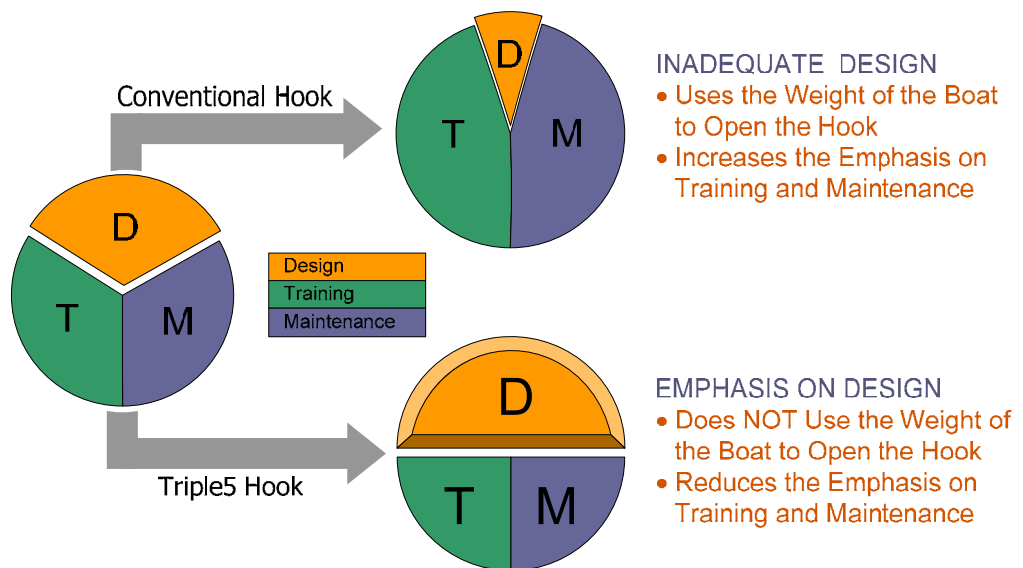 Conventional Hook
D
T
M
INADEQUATE DESIGN
• Uses the Weight of the Boat
to Open the Hook
• Increases the Emphasis on
Training and Maintenance
D
T
M
Design
Training
Maintenance
Triple5 Hook
D
T
M
EMPHASIS ON DESIGN
• Does NOT Use the Weight of
the Boat to Open the Hook
• Reduces the Emphasis on
Training and Maintenance